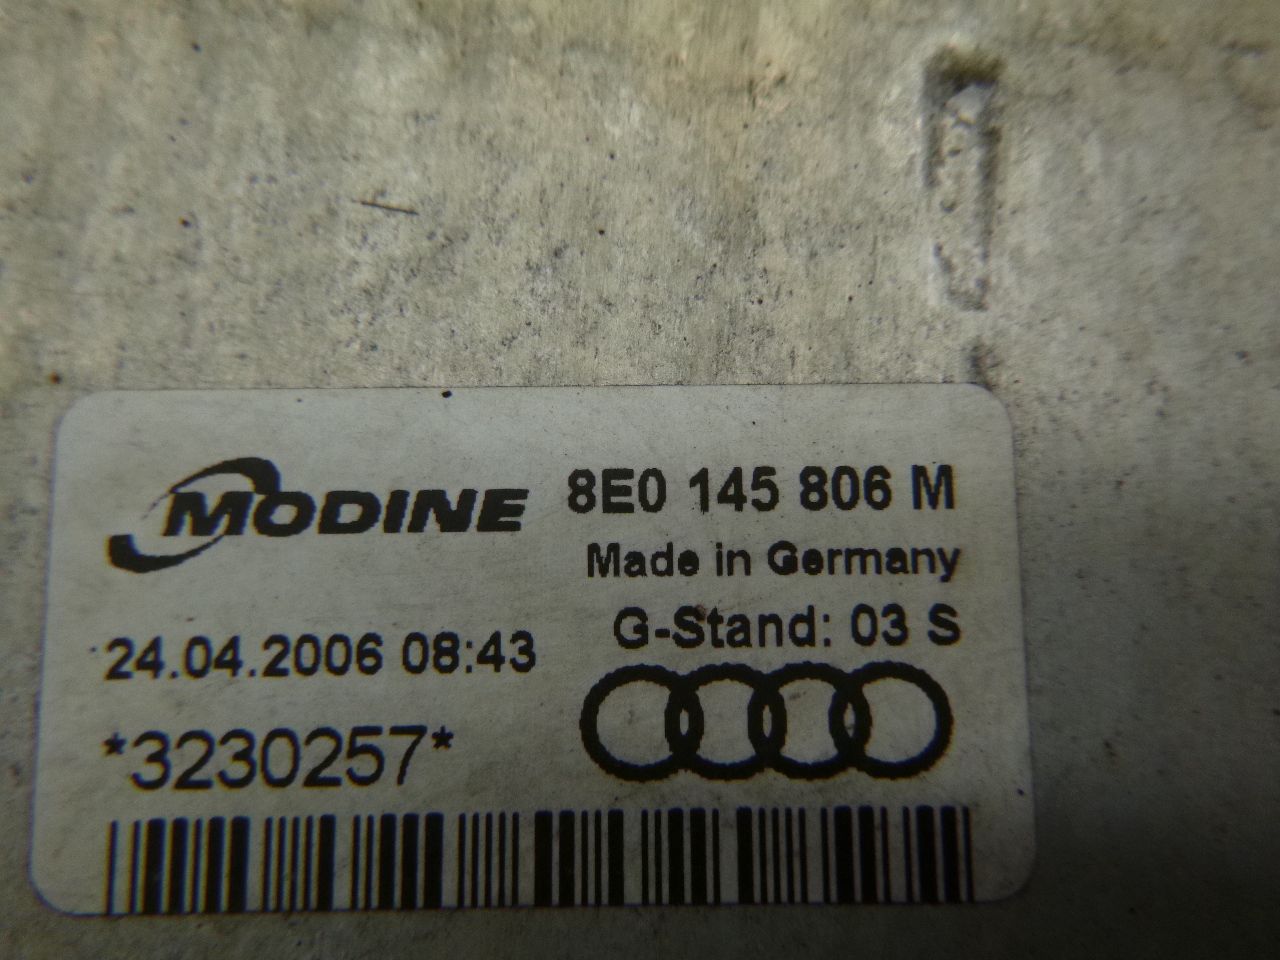 MODINE
8E0 145 806 M
Made in Germany
G-Stand: 03 S
24.04.2006 08:43
*3230257*